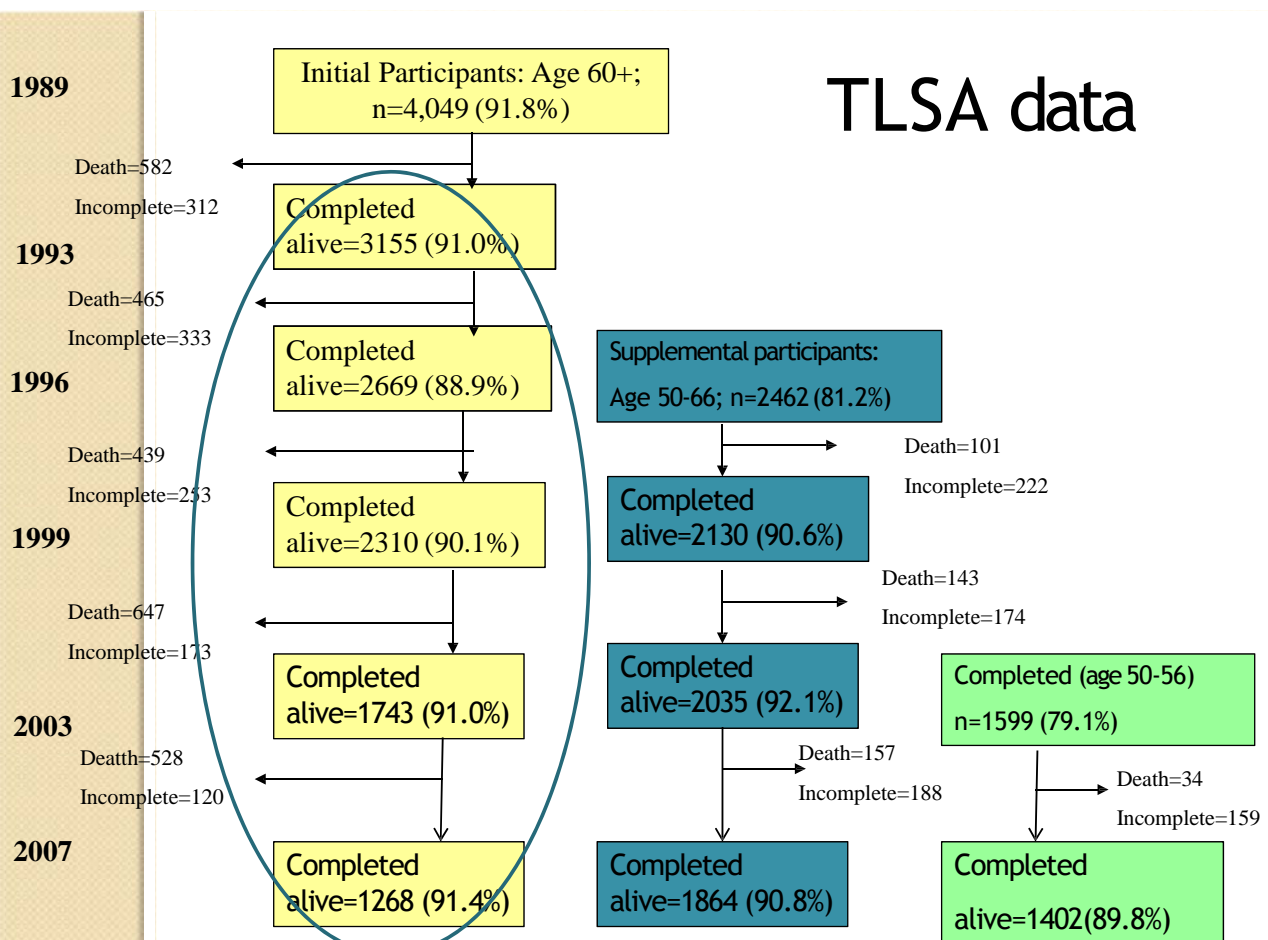 TLSA data
1989
Initial Participants: Age 60+;
n=4,049 (91.8%)
Death=582
Incomplete=312
1993
Completed
alive=3155 (91.0%)
Death=465
Incomplete=333
1996
Completed
alive=2669 (88.9%)
Supplemental participants:
Age 50-66; n=2462 (81.2%)
Death=439
Incomplete=253
Death=101
Incomplete=222
1999
Completed
alive=2310 (90.1%)
Completed
alive=2130 (90.6%)
Death=647
Incomplete=173
Death=143
Incomplete=174
2003
Completed
alive=1743 (91.0%)
Completed
alive=2035 (92.1%)
Completed (age 50-56)
n=1599 (79.1%)
Deatth=528
Incomplete=120
Death=157
Incomplete=188
Death=34
Incomplete=159
2007
Completed
alive=1268 (91.4%)
Completed
alive=1864 (90.8%)
Completed
alive=1402(89.8%)